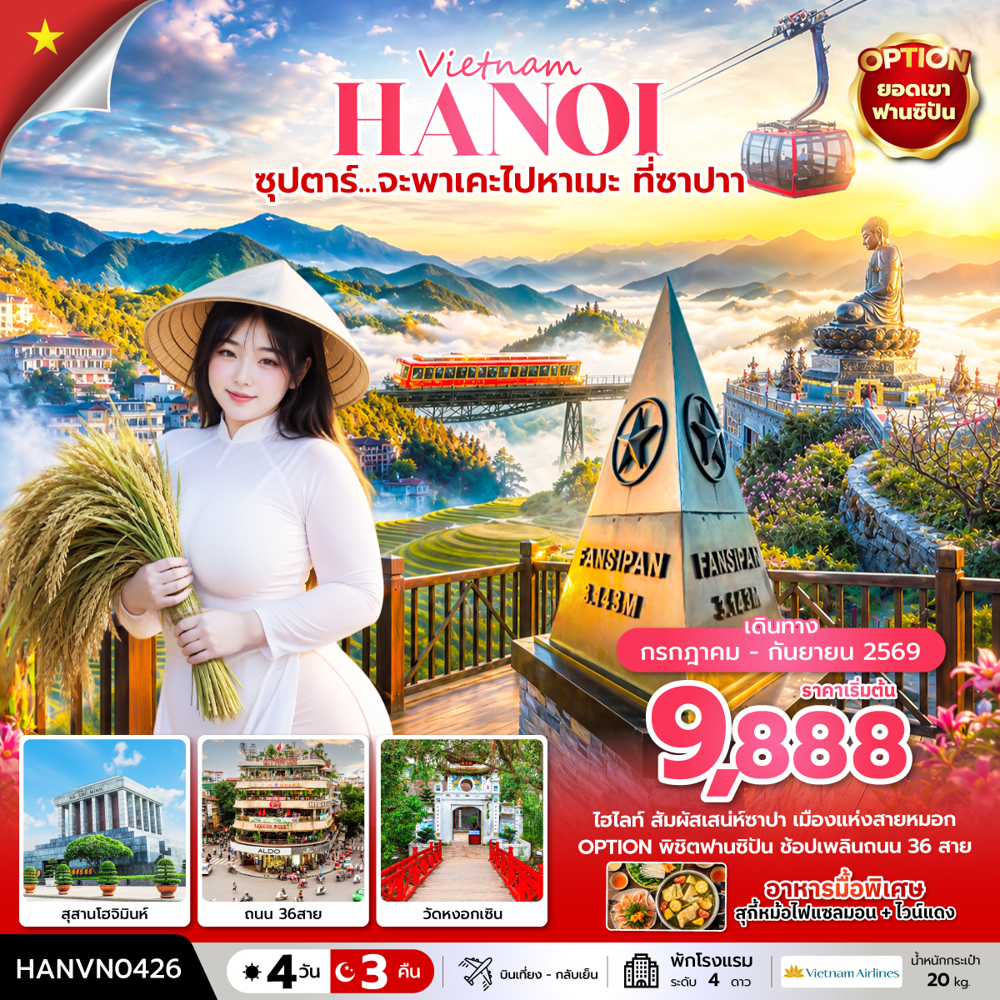 Vietnam
HANOI
ซุปตาร์...จะพาเคะไปหาเมะ ที่ซาปาา
OPTION
ยอดเขา
ฟานซิปัน
FANSIPAN
3.143M
FANSIPAN
3.143M
เดินทาง
กรกฎาคม - กันยายน 2569
ราคาเริ่มต้น
9,888
ไฮไลท์ สัมผัสเสน่ห์ซาปา เมืองแห่งสายหมอก
OPTION พิชิตฟานซิปัน ช้อปเพลินถนน 36 สาย
อาหารมื้อพิเศษ
สุกี้หม้อไฟแซลมอน + ไวน์แดง
HO CHI MINH
สุสานโฮจิมินห์
HIGH
LEGEND BEER
ALDO
ถนน 36สาย
วัดหงอกเซิน
HANVN0426
4 วัน 3 คืน
บินเที่ยง - กลับเย็น
พักโรงแรม
ระดับ 4 ดาว
Vietnam Airlines
น้ำหนักกระเป๋า
20 kg.